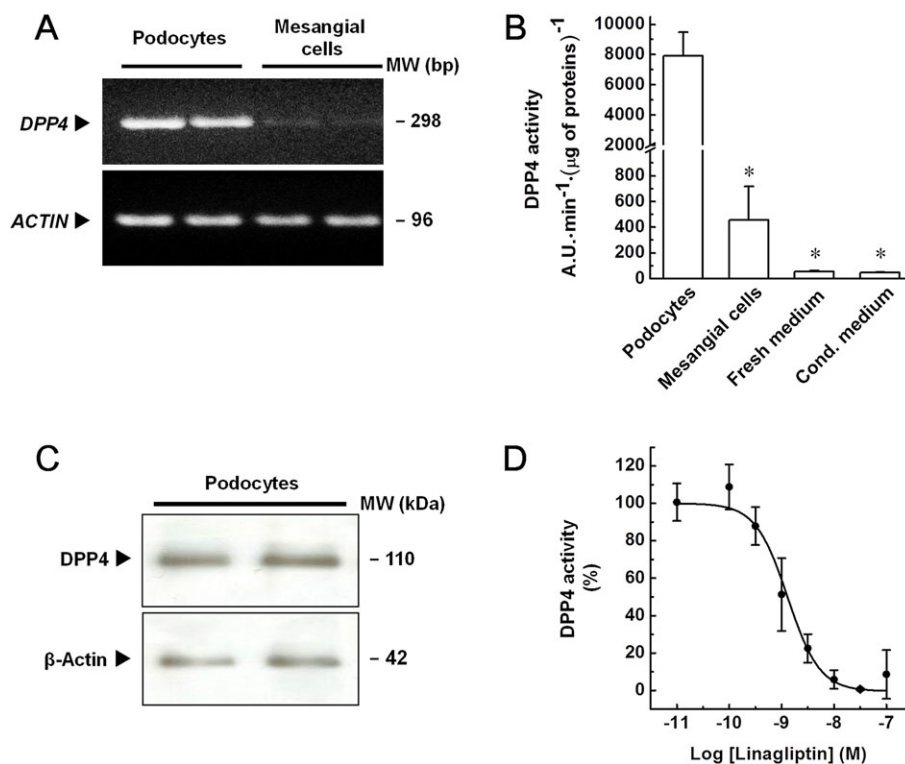 A
Podocytes
Mesangial
cells
MW (bp)
DPP4
– 298
ACTIN
– 96
B
DPP4 activity
A.U.·min⁻¹·(µg of proteins)⁻¹
10000
8000
6000
4000
2000
800
600
400
200
0
*
*
*
Podocytes
Mesangial cells
Fresh medium
Cond. medium
C
Podocytes
MW (kDa)
DPP4
– 110
β-Actin
– 42
D
DPP4 activity
(%)
120
100
80
60
40
20
0
-11
-10
-9
-8
-7
Log [Linagliptin] (M)